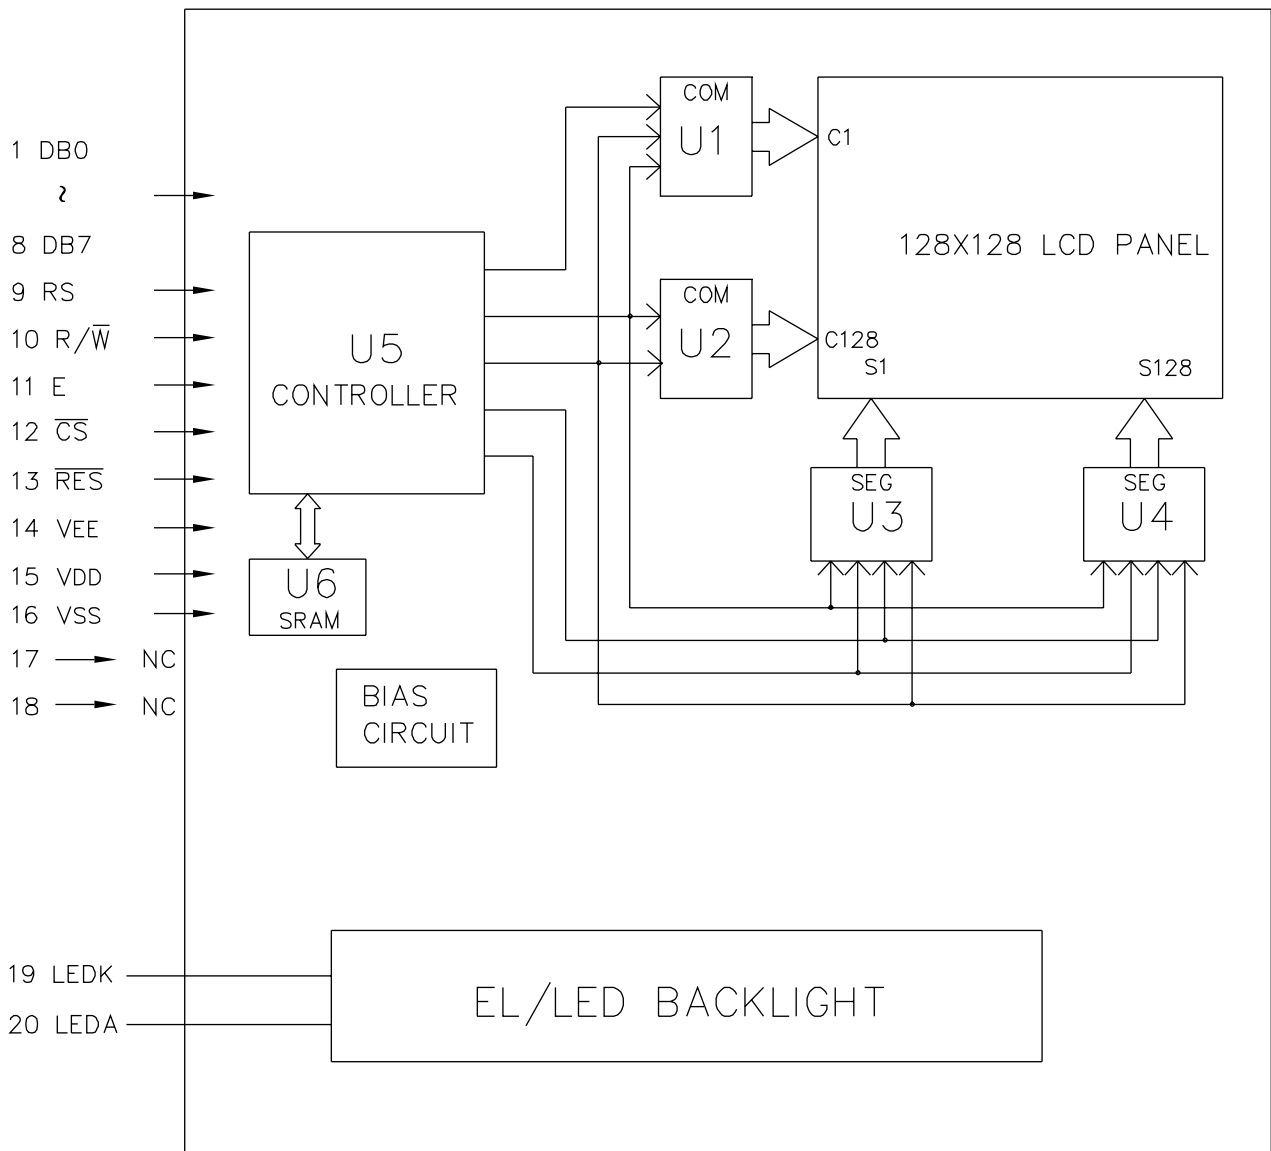 1 DB0
~
8 DB7
9 RS
10 R/W̅
11 E
12 C̅S̅
13 R̅E̅S̅
14 VEE
15 VDD
16 VSS
17 NC
18 NC
19 LEDK
20 LEDA
COM
U1
C1
128X128 LCD PANEL
COM
U2
C128
S1
S128
U5
CONTROLLER
SEG
U3
SEG
U4
U6
SRAM
BIAS
CIRCUIT
EL/LED BACKLIGHT